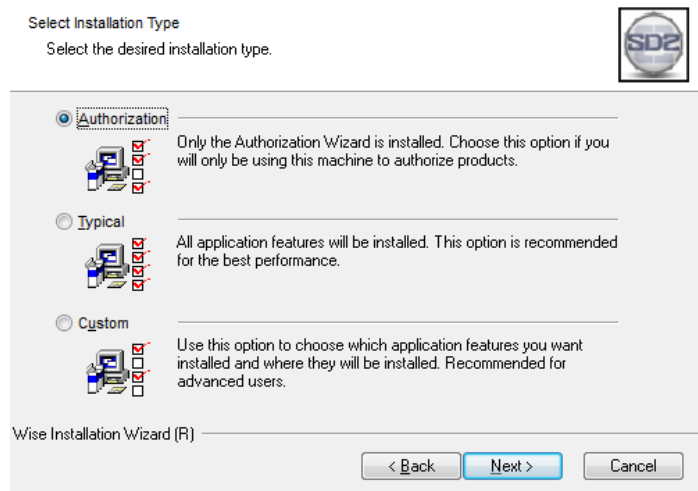 Select Installation Type
Select the desired installation type.
SDS
Authorization
Only the Authorization Wizard is installed. Choose this option if you
will only be using this machine to authorize products.
Typical
All application features will be installed. This option is recommended
for the best performance.
Custom
Use this option to choose which application features you want
installed and where they will be installed. Recommended for
advanced users.
Wise Installation Wizard (R)
< Back Next > Cancel